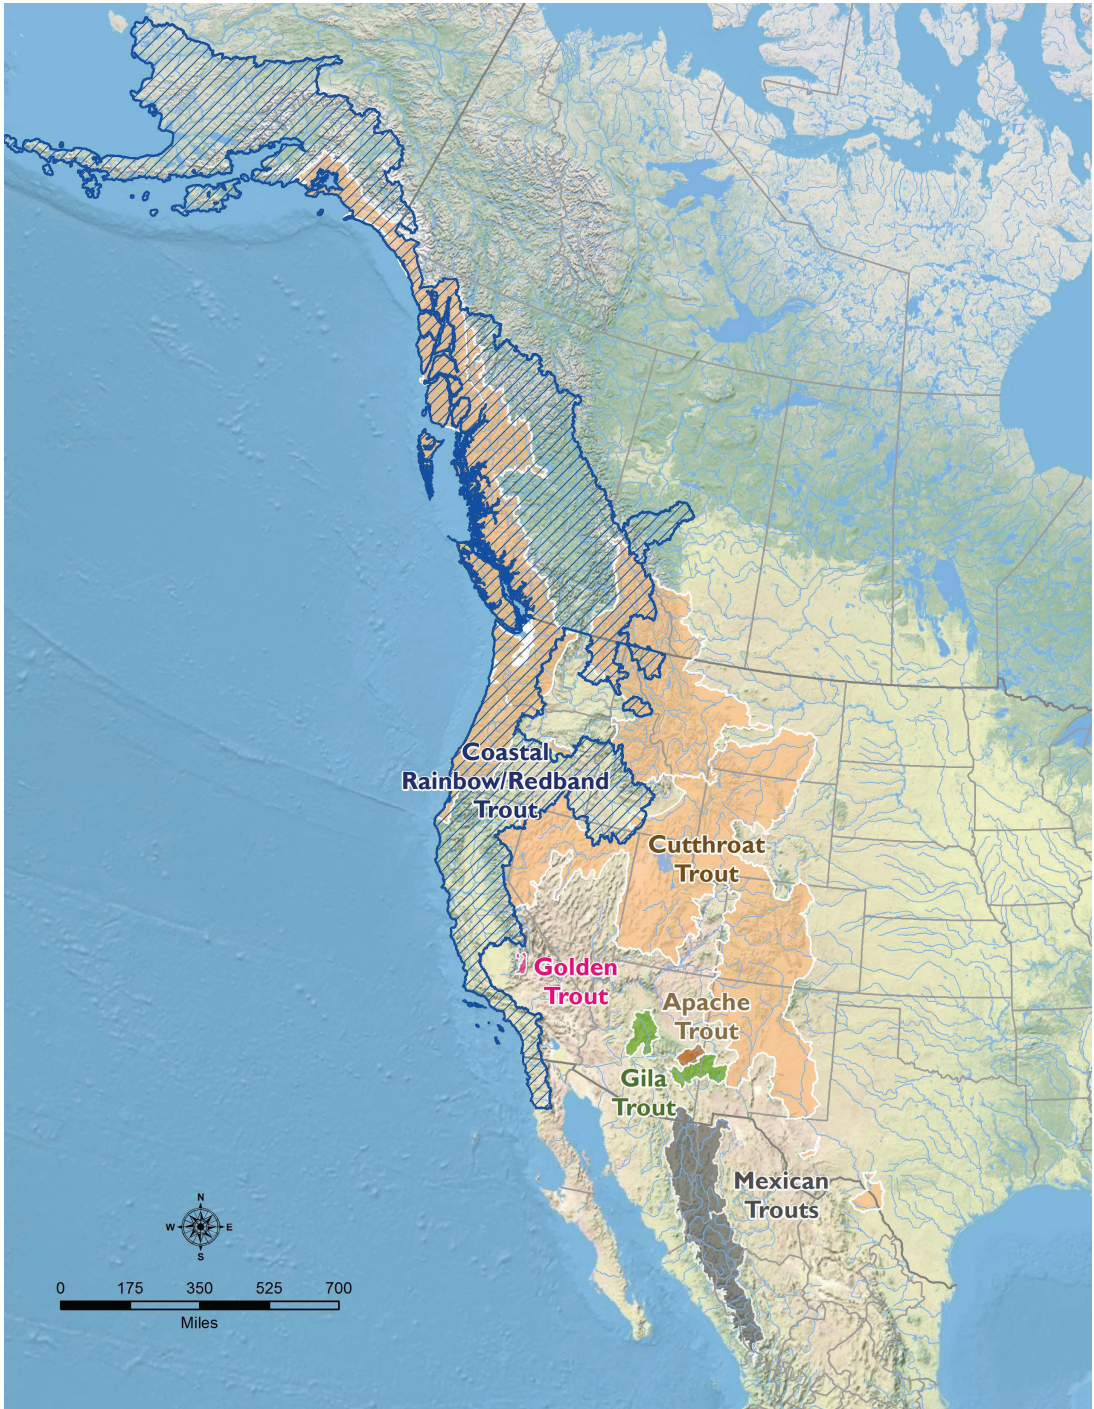 Coastal
Rainbow/Redband
Trout
Cutthroat
Trout
Golden
Trout
Apache
Trout
Gila
Trout
Mexican
Trouts
N
W E
S
0 175 350 525 700
Miles